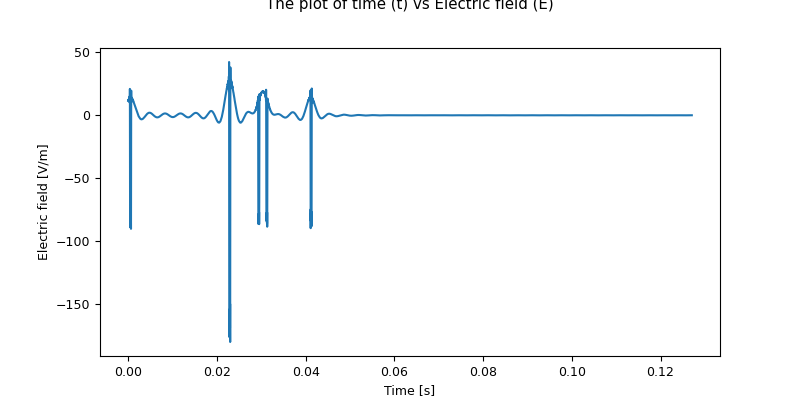 The plot of time (t) vs Electric field (E)
50
0
−50
−100
−150
Electric field [V/m]
0.00 0.02 0.04 0.06 0.08 0.10 0.12
Time [s]